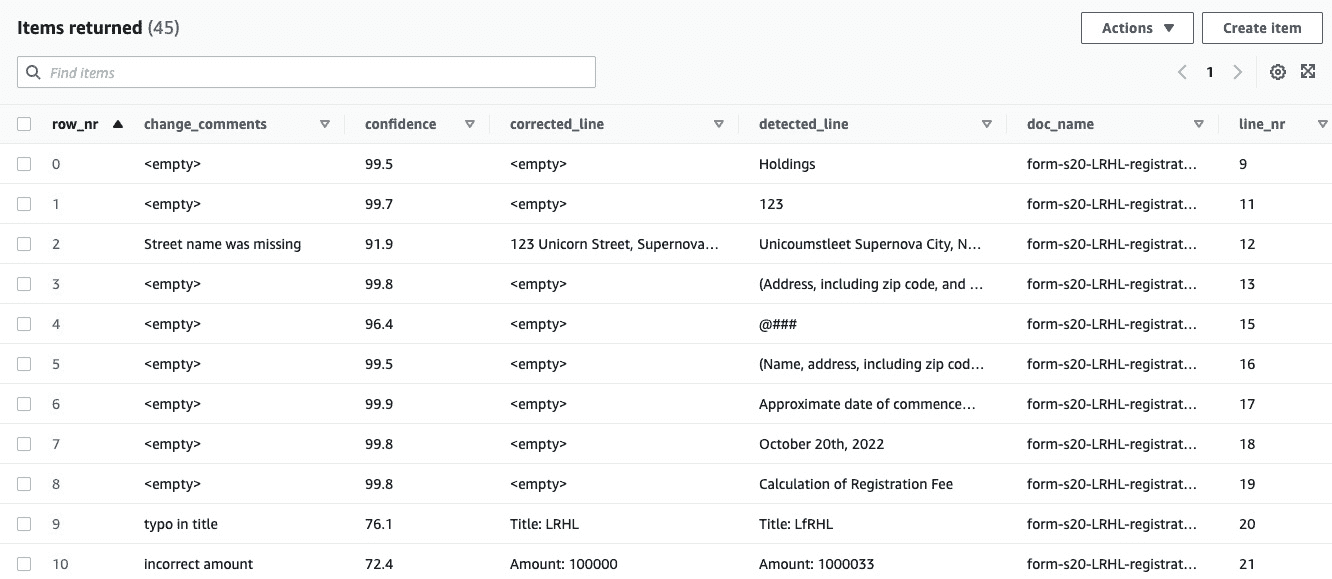 Items returned (45)
Actions
Create item
Find items
1
row_nr change_comments confidence corrected_line detected_line doc_name line_nr
0 <empty> 99.5 <empty> Holdings form-s20-LRHL-registrat... 9
1 <empty> 99.7 <empty> 123 form-s20-LRHL-registrat... 11
2 Street name was missing 91.9 123 Unicorn Street, Supernova... Unicoumstleet Supernova City, N... form-s20-LRHL-registrat... 12
3 <empty> 99.8 <empty> (Address, including zip code, and ... form-s20-LRHL-registrat... 13
4 <empty> 96.4 <empty> @### form-s20-LRHL-registrat... 15
5 <empty> 99.5 <empty> (Name, address, including zip cod... form-s20-LRHL-registrat... 16
6 <empty> 99.9 <empty> Approximate date of commence... form-s20-LRHL-registrat... 17
7 <empty> 99.8 <empty> October 20th, 2022 form-s20-LRHL-registrat... 18
8 <empty> 99.8 <empty> Calculation of Registration Fee form-s20-LRHL-registrat... 19
9 typo in title 76.1 Title: LRHL Title: LfRHL form-s20-LRHL-registrat... 20
10 incorrect amount 72.4 Amount: 100000 Amount: 1000033 form-s20-LRHL-registrat... 21